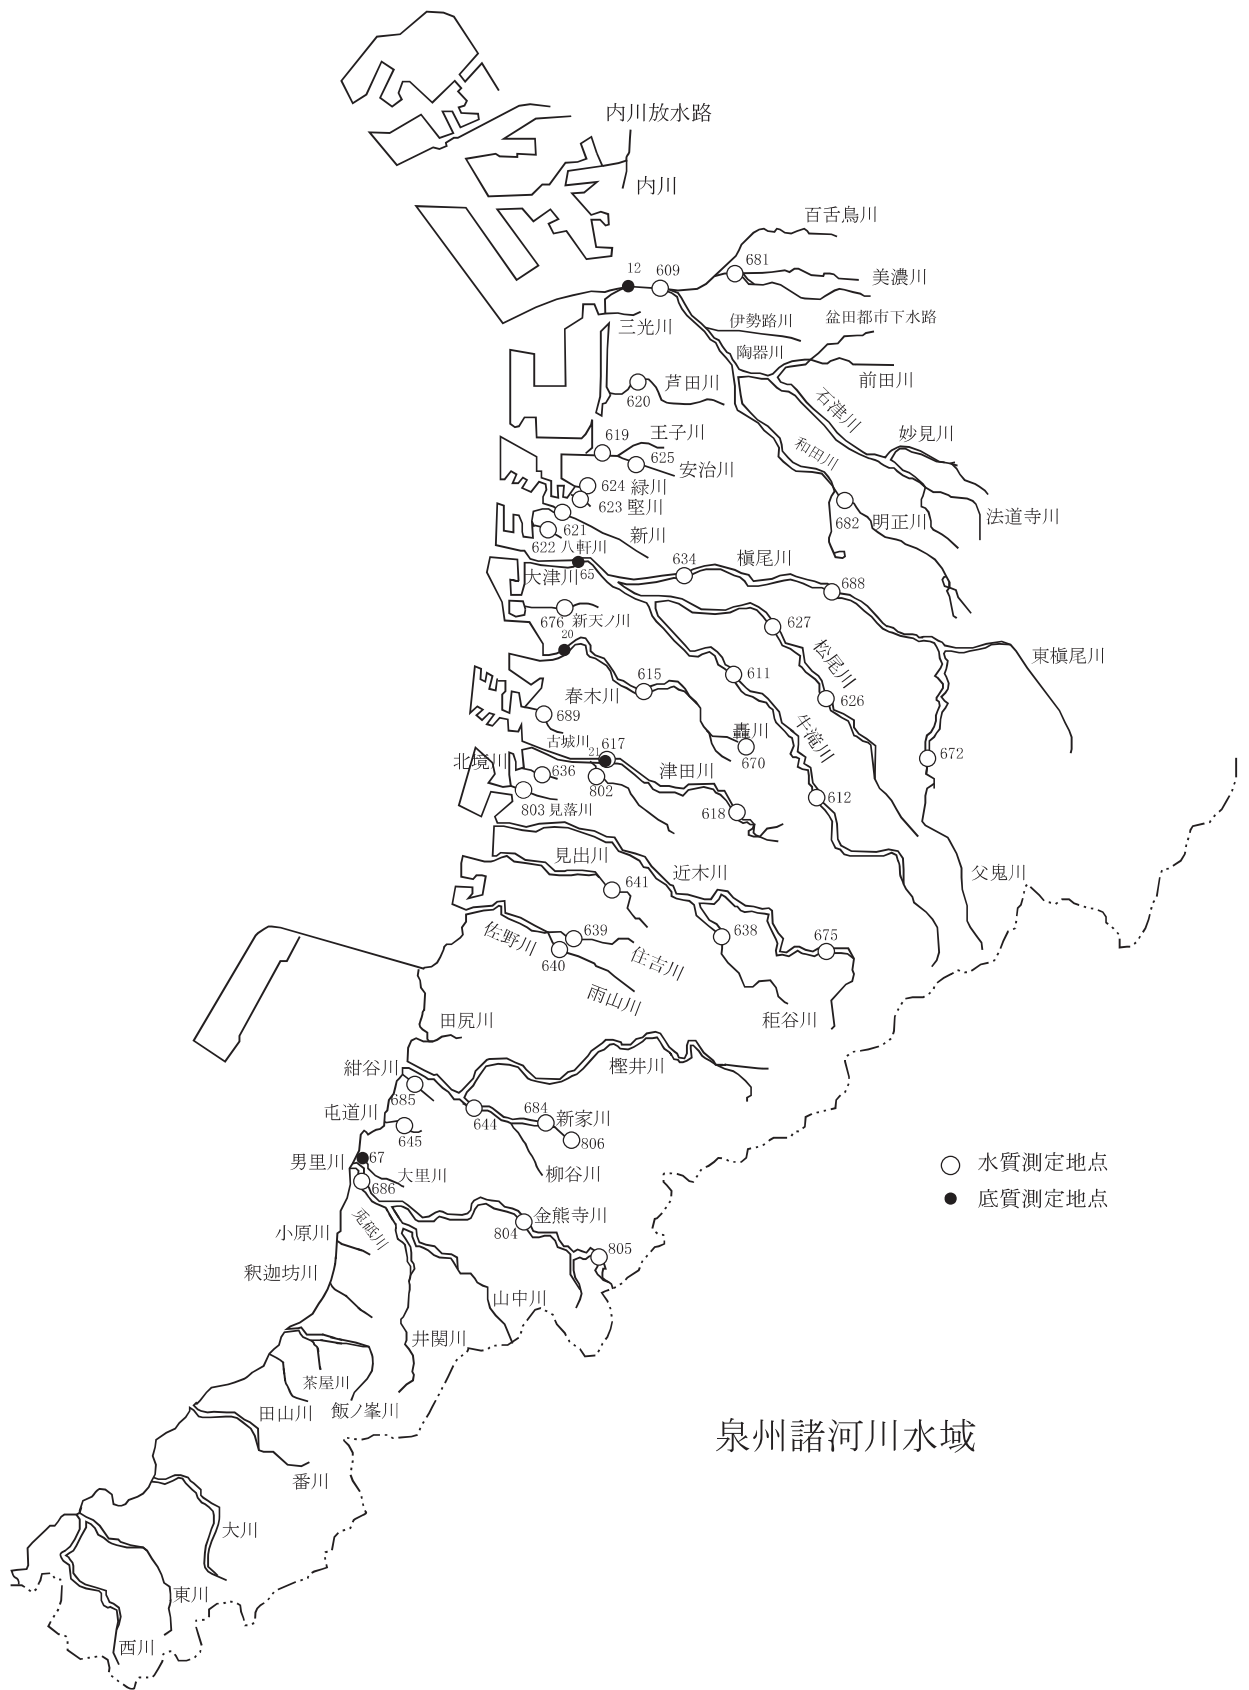 内川放水路
内川
百舌鳥川
681
美濃川
12
609
伊勢路川
盆田都市下水路
三光川
陶器川
前田川
芦田川
620
石津川
妙見川
619
王子川
625
安治川
和田川
624 緑川
623 堅川
682
明正川
法道寺川
621
新川
622 八軒川
大津川
65
634
槇尾川
688
676 新天ノ川
20
627
松尾川
東槇尾川
611
615
626
春木川
689
轟川
670
牛滝川
古城川
617
21
672
北境川
636
802
津田川
612
803 見落川
618
見出川
近木川
父鬼川
641
佐野川
639
638
675
640
住吉川
雨山川
秬谷川
田尻川
紺谷川
樫井川
685
屯道川
644
684
新家川
645
806
男里川
67
大里川
柳谷川
水質測定地点
686
底質測定地点
兎砥川
金熊寺川
小原川
804
805
釈迦坊川
山中川
井関川
茶屋川
田山川
飯ノ峯川
泉州諸河川水域
番川
大川
東川
西川